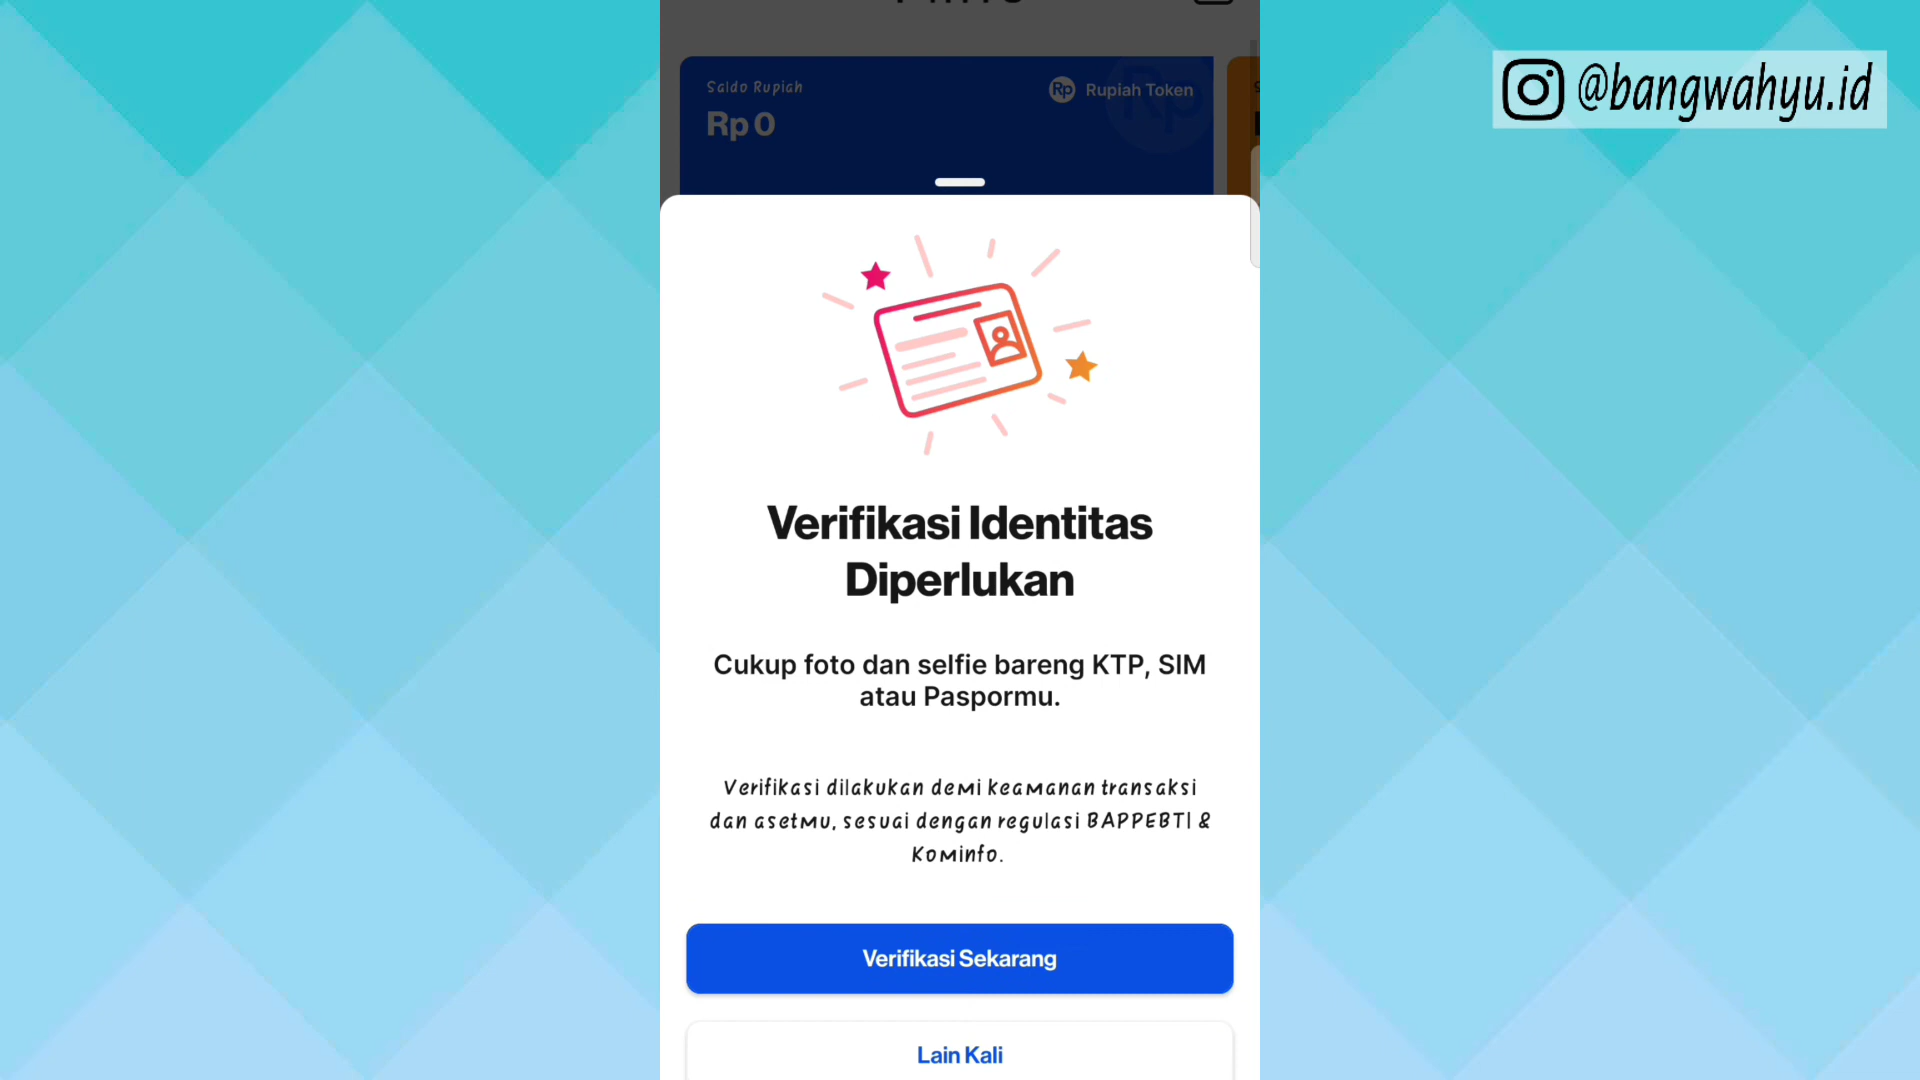 @bangwahyu.id
Saldo Rupiah
Rp Rupiah Token
Rp 0
Verifikasi Identitas
Diperlukan
Cukup foto dan selfie bareng KTP, SIM
atau Paspormu.
Verifikasi dilakukan demi keamanan transaksi
dan asetmu, sesuai dengan regulasi BAPPEBTI &
Kominfo.
Verifikasi Sekarang
Lain Kali